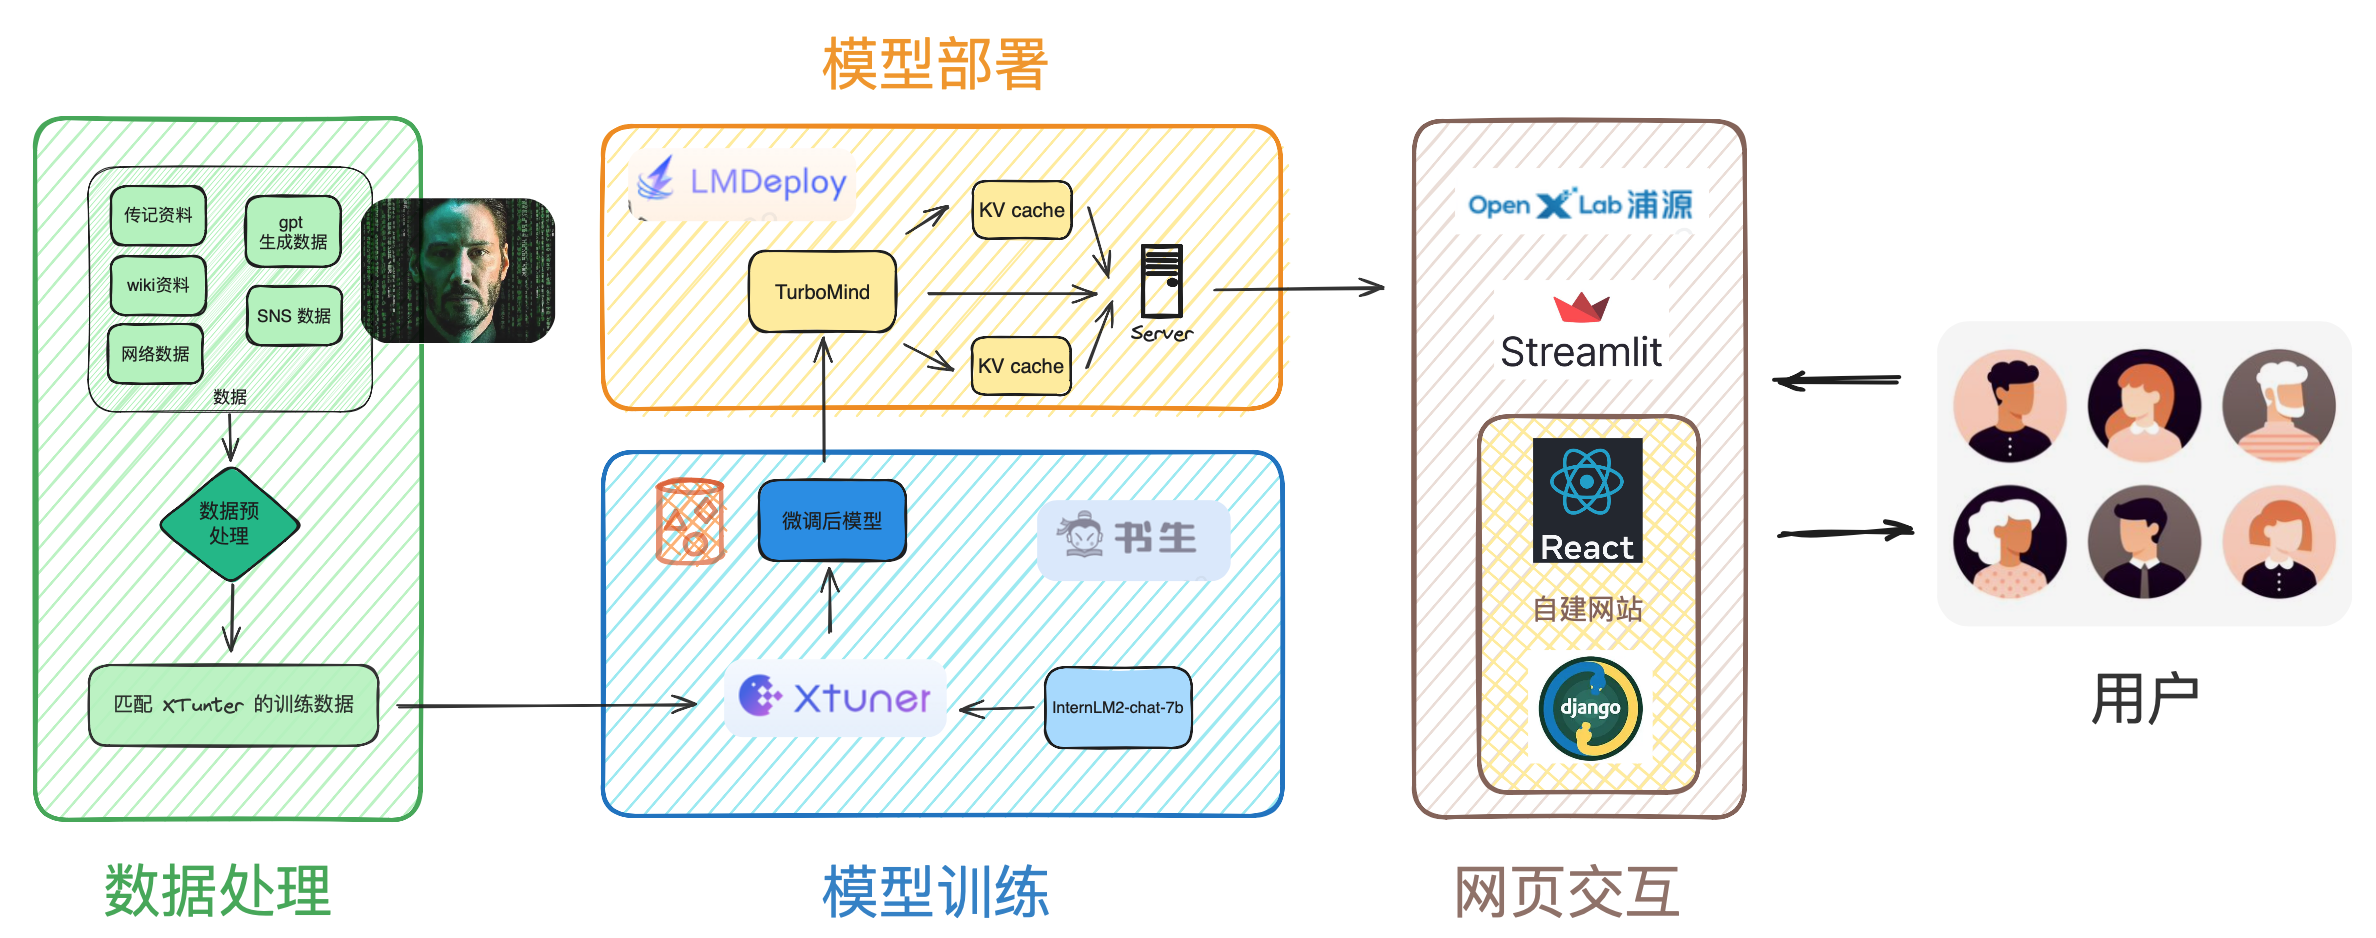 模型部署
传记资料
gpt
生成数据
wiki资料
SNS 数据
网络数据
数据
数据预
处理
匹配 XTunter 的训练数据
数据处理
LMDeploy
TurboMind
KV cache
KV cache
Server
微调后模型
书生
Xtuner
InternLM2-chat-7b
模型训练
Open X Lab 浦源
Streamlit
React
自建网站
django
网页交互
用户